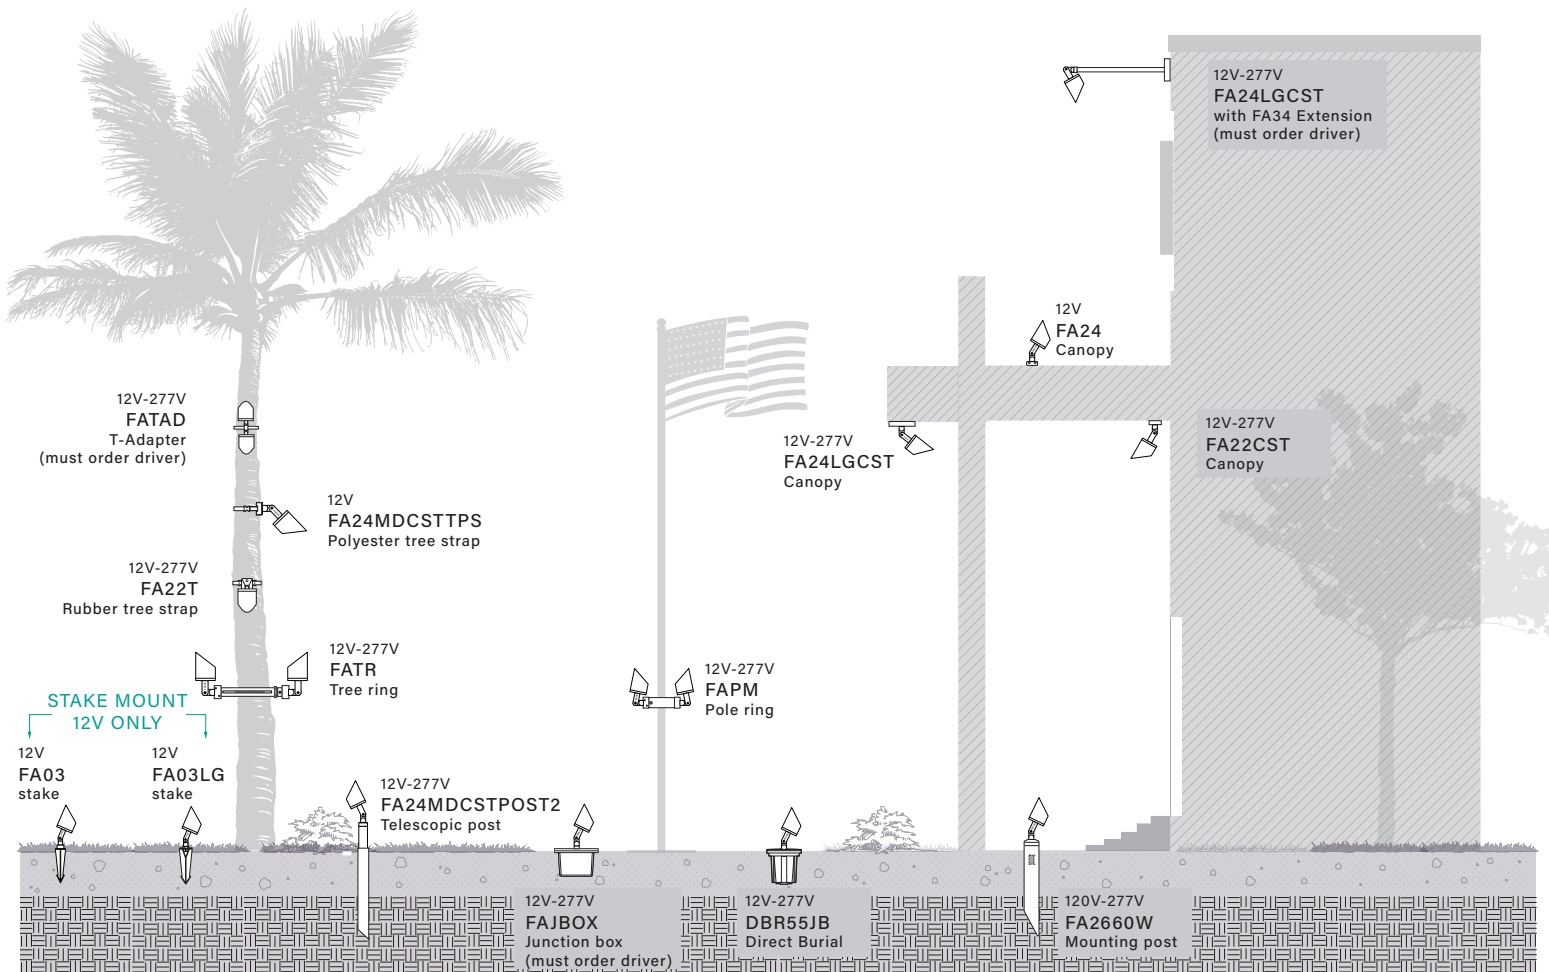 12V-277V
FA24LGCST
with FA34 Extension
(must order driver)
12V
FA24
Canopy
12V-277V
FATAD
T-Adapter
(must order driver)
12V-277V
FA24LGCST
Canopy
12V-277V
FA22CST
Canopy
12V
FA24MDCSTTPS
Polyester tree strap
12V-277V
FA22T
Rubber tree strap
12V-277V
FATR
Tree ring
12V-277V
FAPM
Pole ring
STAKE MOUNT
12V ONLY
12V
FA03
stake
12V
FA03LG
stake
12V-277V
FA24MDCSTPOST2
Telescopic post
12V-277V
FAJBOX
Junction box
(must order driver)
12V-277V
DBR55JB
Direct Burial
120V-277V
FA2660W
Mounting post